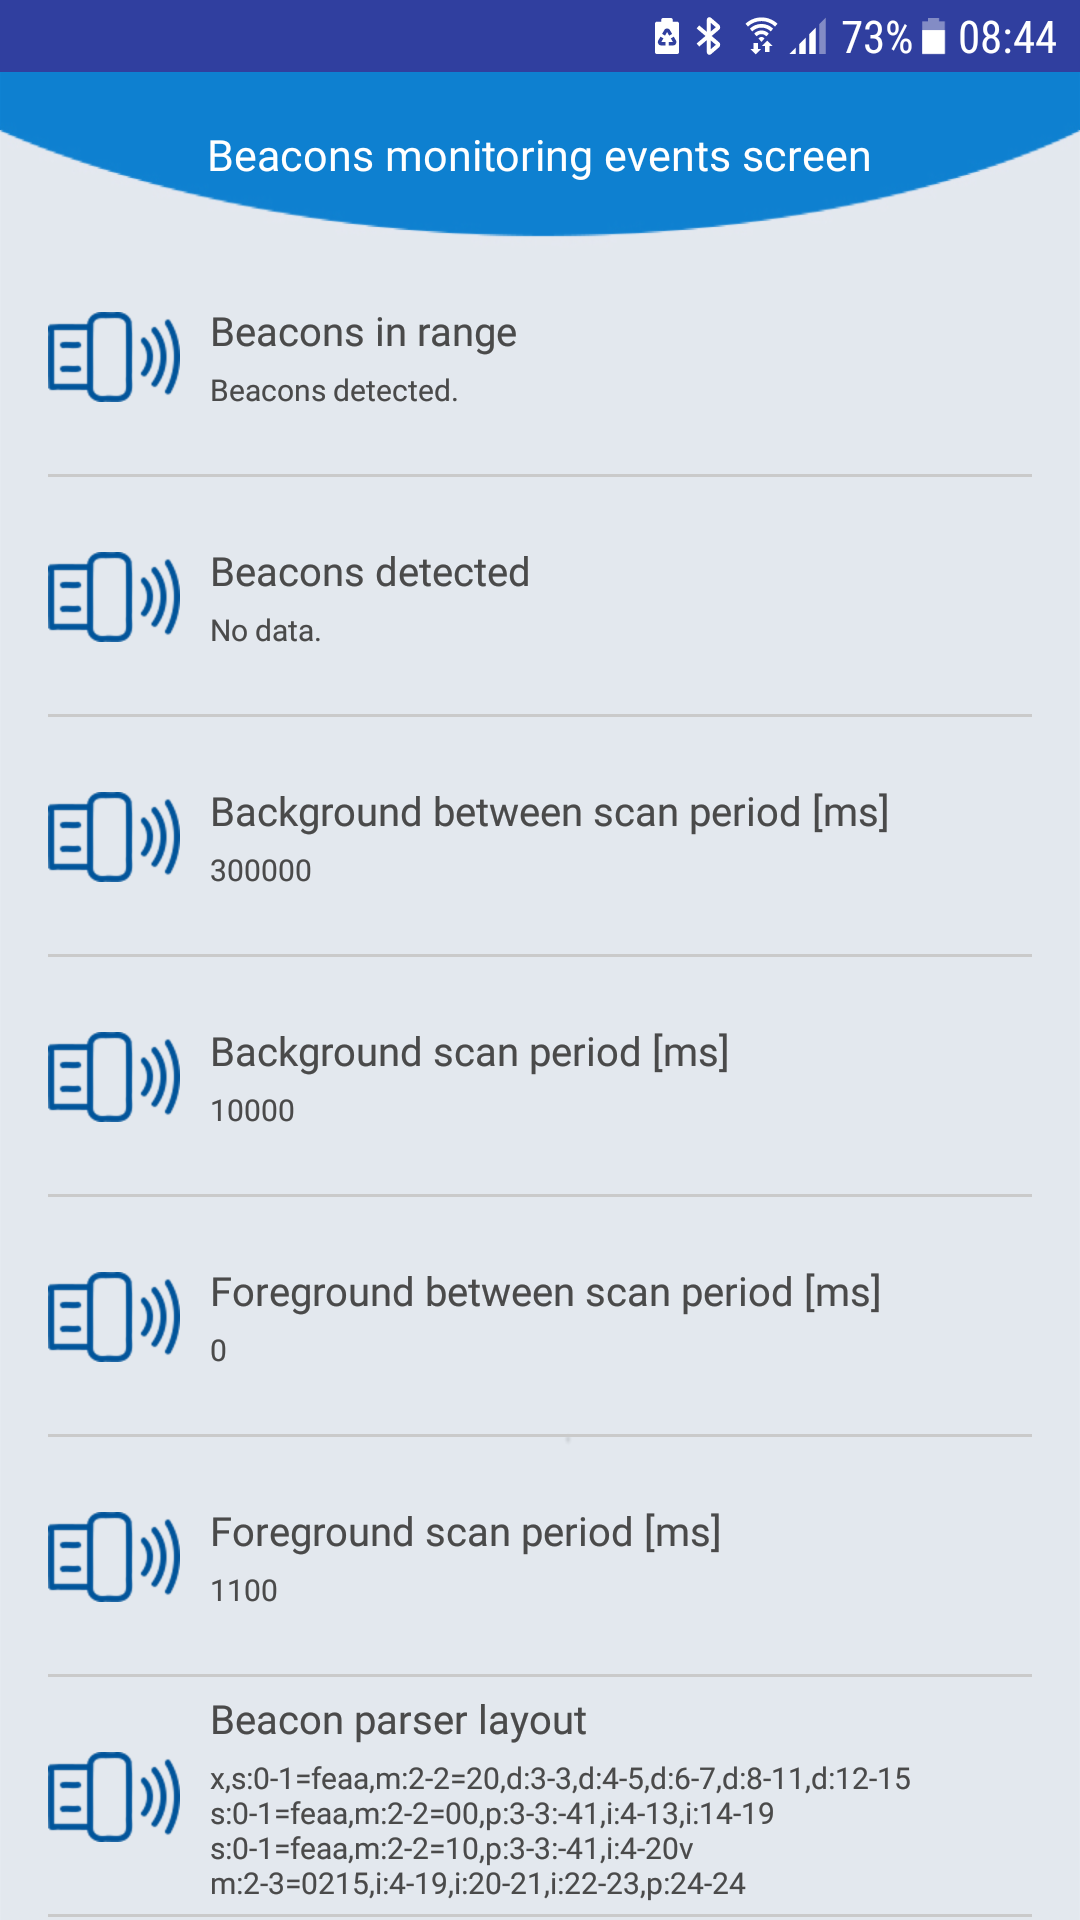 73% 08:44
Beacons monitoring events screen
Beacons in range
Beacons detected.
Beacons detected
No data.
Background between scan period [ms]
300000
Background scan period [ms]
10000
Foreground between scan period [ms]
0
Foreground scan period [ms]
1100
Beacon parser layout
x,s:0-1=feaa,m:2-2=20,d:3-3,d:4-5,d:6-7,d:8-11,d:12-15
s:0-1=feaa,m:2-2=00,p:3-3:-41,i:4-13,i:14-19
s:0-1=feaa,m:2-2=10,p:3-3:-41,i:4-20v
m:2-3=0215,i:4-19,i:20-21,i:22-23,p:24-24